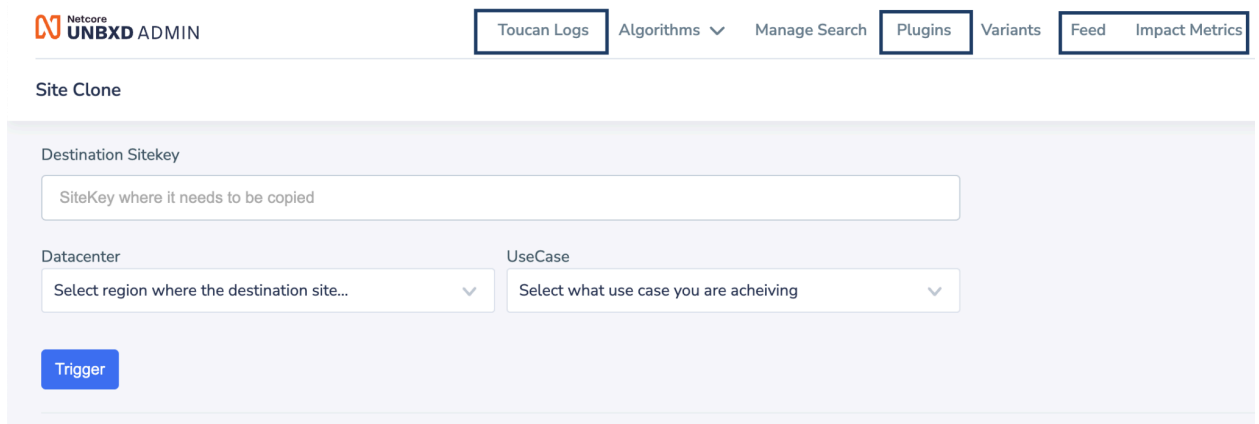 Netcore
UNBXD ADMIN
Toucan Logs Algorithms Manage Search Plugins Variants Feed Impact Metrics
Site Clone
Destination Sitekey
SiteKey where it needs to be copied
Datacenter UseCase
Select region where the destination site... Select what use case you are acheiving
Trigger